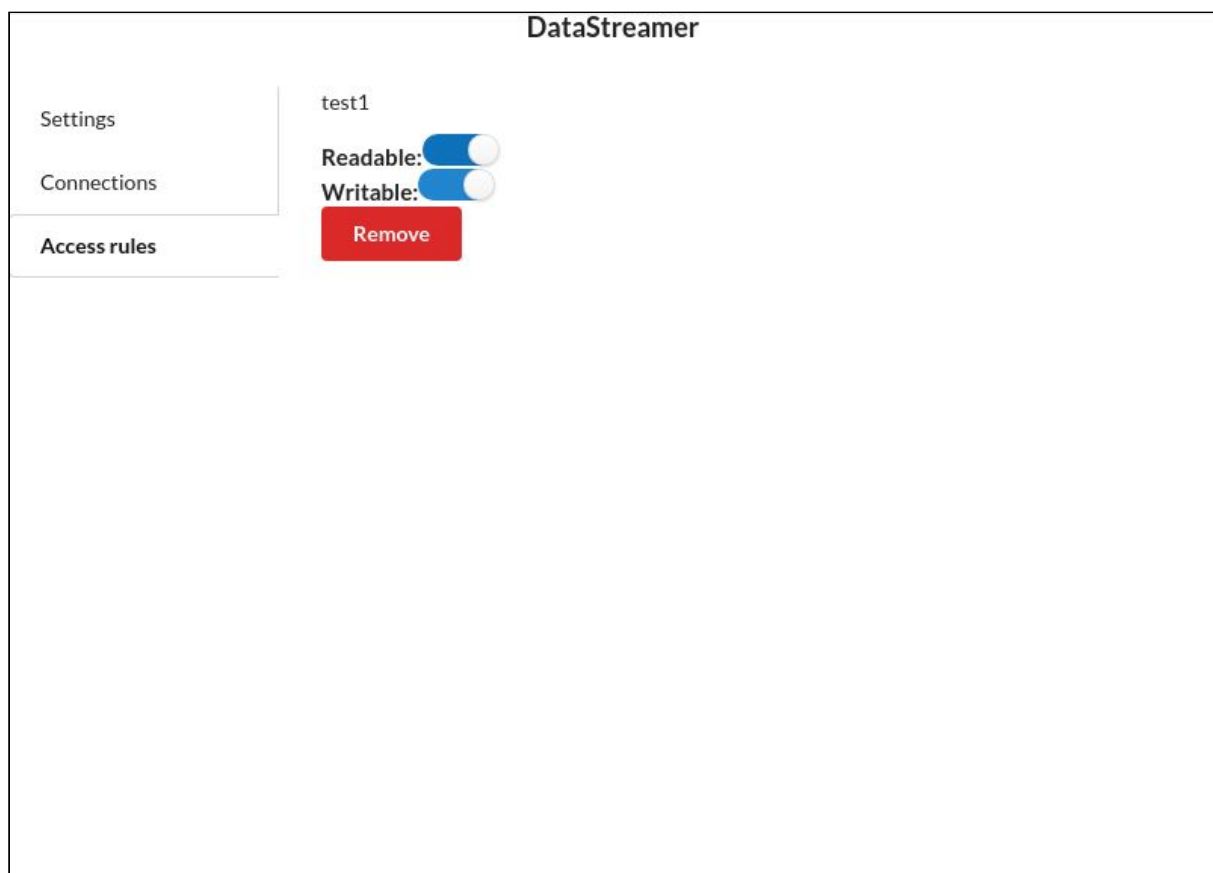 DataStreamer
Settings
Connections
Access rules
test1
Readable:
Writable:
Remove